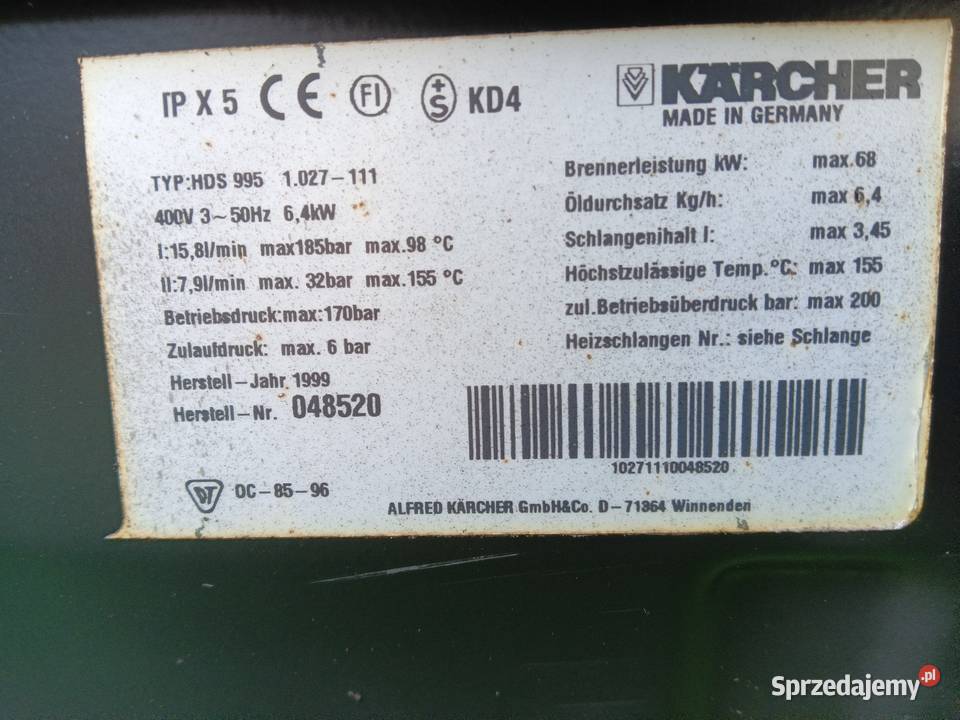 IP X 5 CE FI +S KD4
KÄRCHER
MADE IN GERMANY
TYP:HDS 995 1.027-111
400V 3~50Hz 6,4kW
I:15,8l/min max185bar max.98 °C
II:7,9l/min max. 32bar max.155 °C
Betriebsdruck:max:170bar
Zulaufdruck: max. 6 bar
Herstell-Jahr 1999
Herstell-Nr. 048520
Brennerleistung kW: max.68
Öldurchsatz Kg/h: max 6,4
Schlangenihalt l: max 3,45
Höchstzulässige Temp.°C: max 155
zul.Betriebsüberdruck bar: max 200
Heizschlangen Nr.: siehe Schlange
10271110048520
DT OC-85-96
ALFRED KÄRCHER GmbH&Co. D-71364 Winnenden
Sprzedajemy.pl